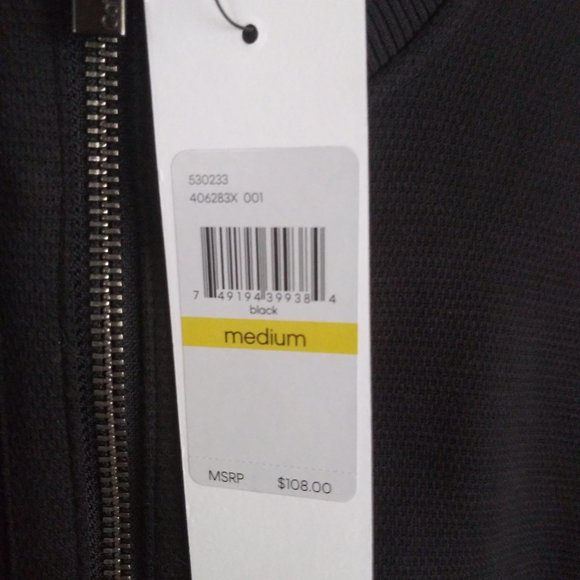 530233
406283X 001
7 49194 39938 4
black
medium
MSRP $108.00